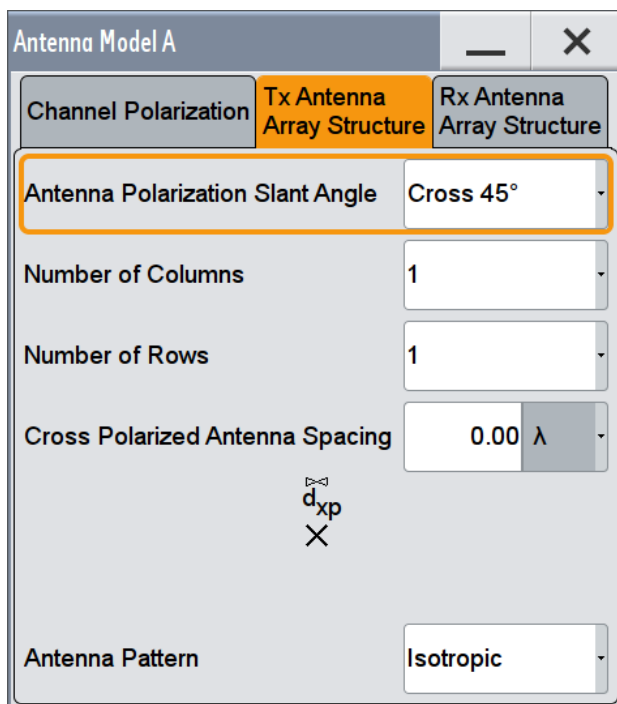 Antenna Model A
Channel Polarization
Tx Antenna
Array Structure
Rx Antenna
Array Structure
Antenna Polarization Slant Angle Cross 45°
Number of Columns 1
Number of Rows 1
Cross Polarized Antenna Spacing 0.00 λ
dxp
Antenna Pattern Isotropic